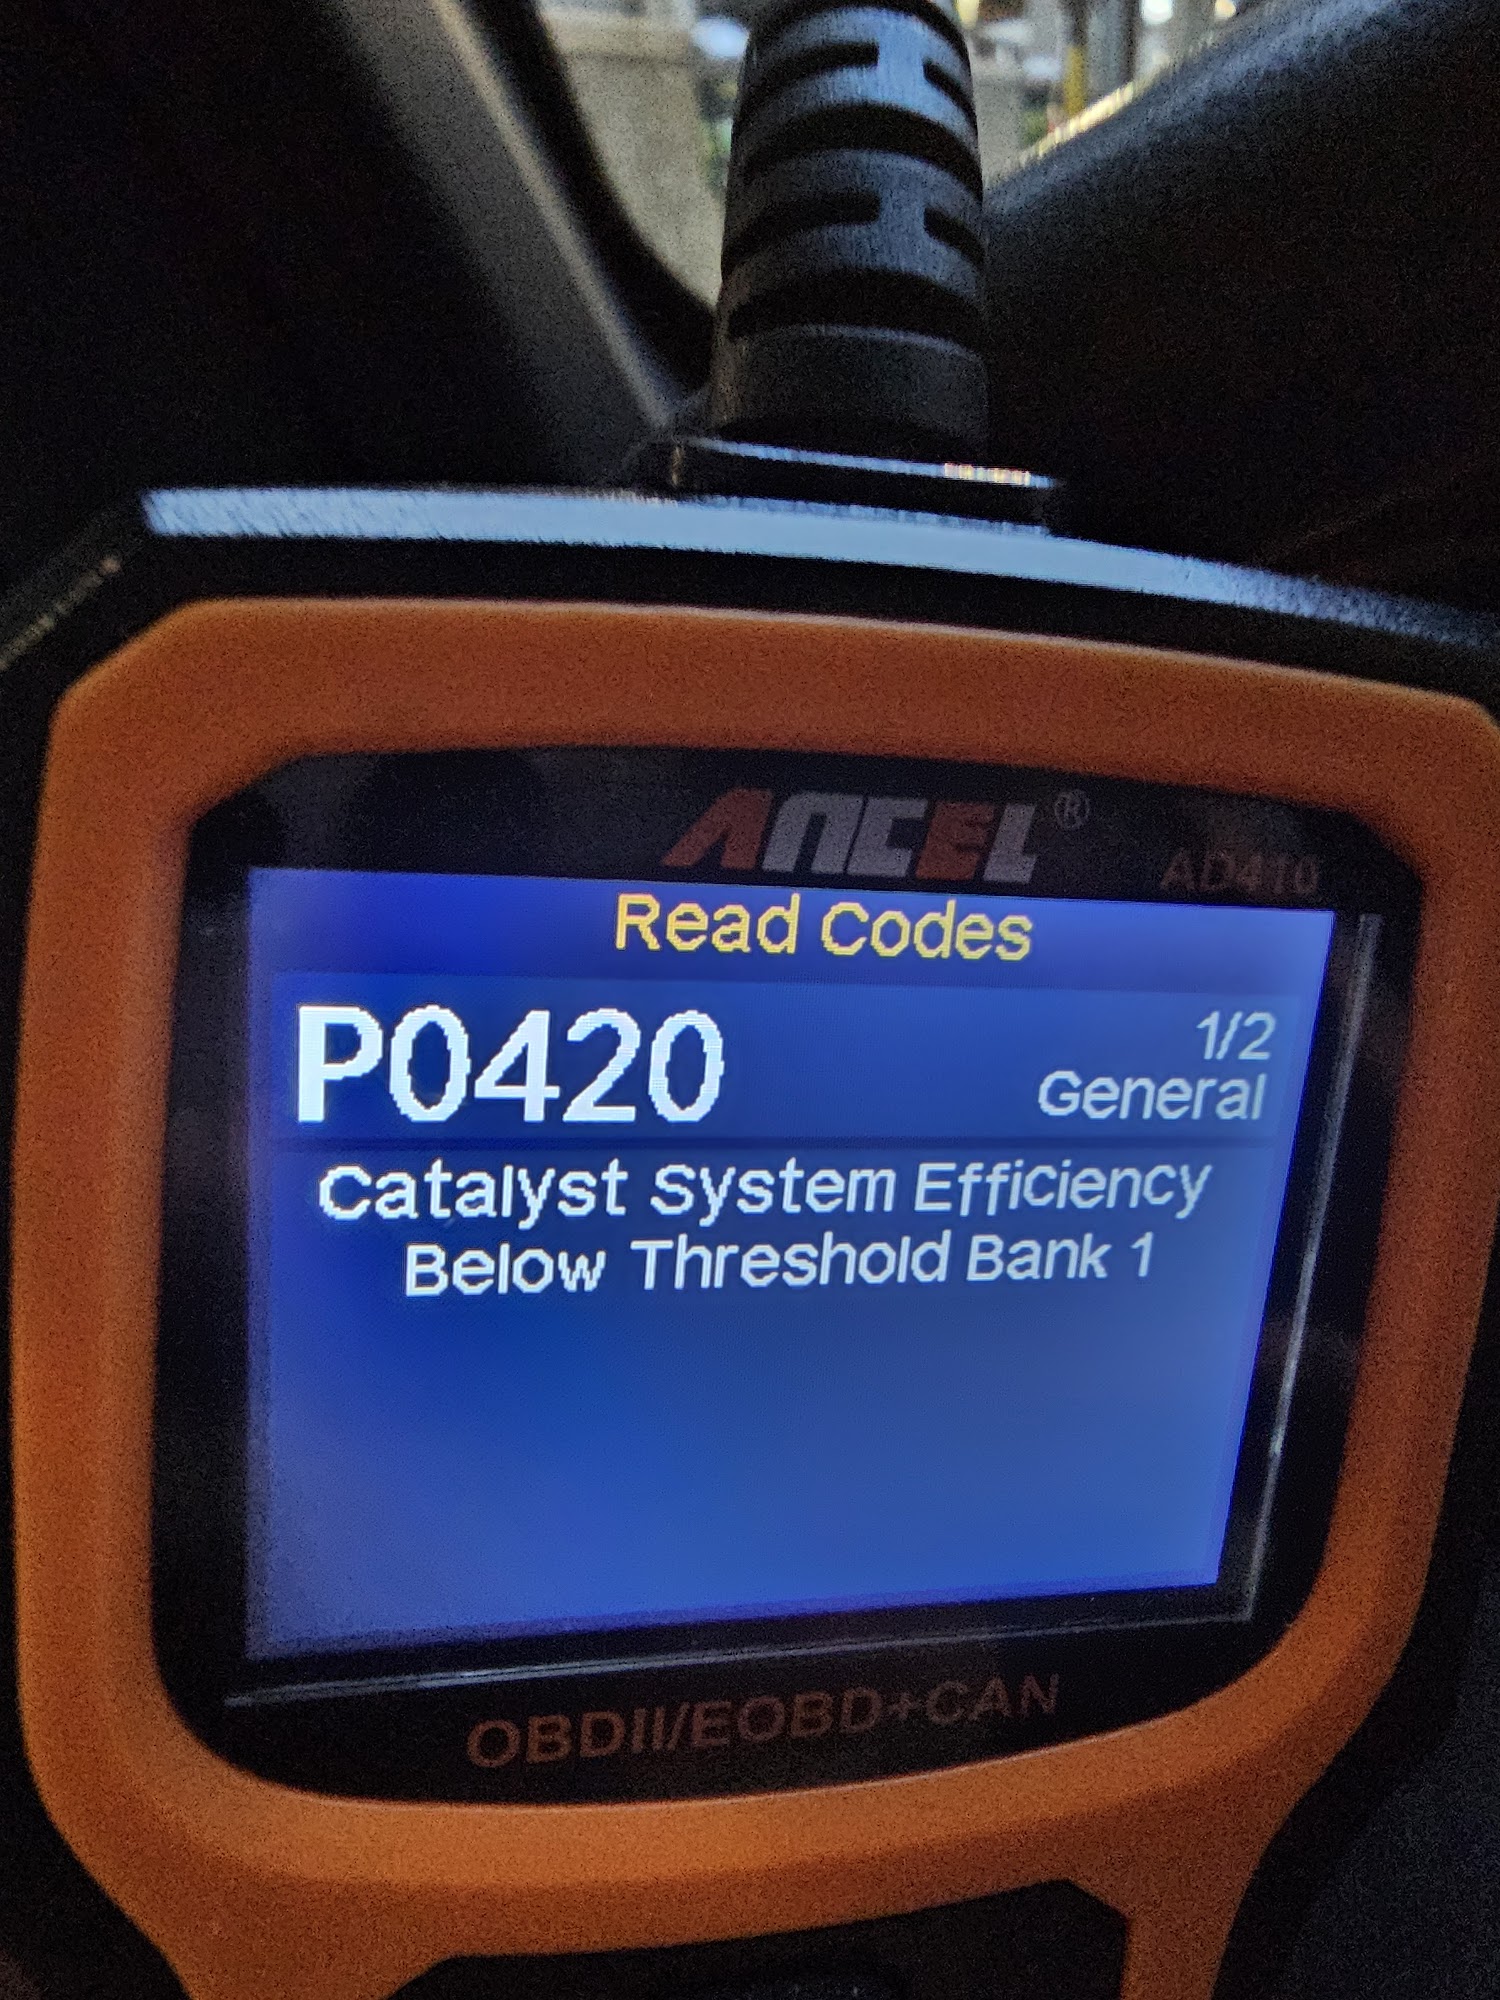 ANCEL®
AD410
Read Codes
P0420
1/2
General
Catalyst System Efficiency
Below Threshold Bank 1
OBDII/EOBD+CAN